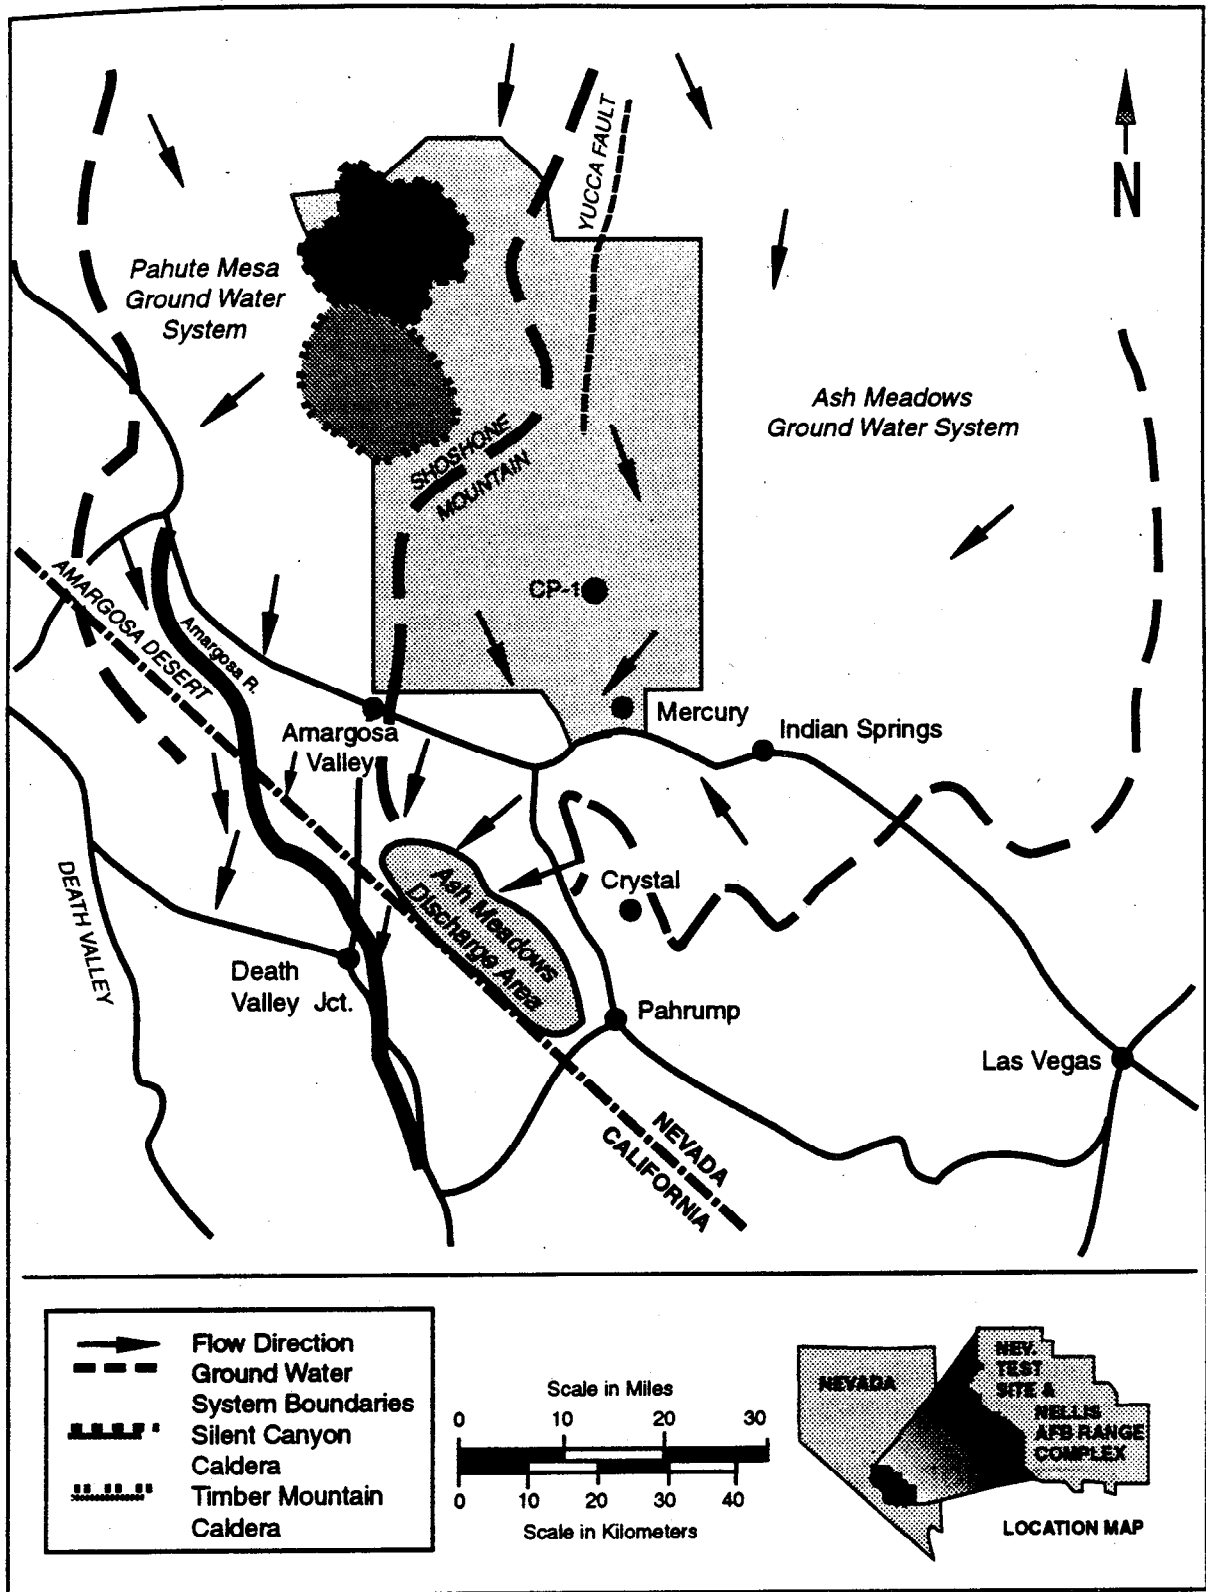 YUCCA FAULT
N
Pahute Mesa
Ground Water
System
Ash Meadows
Ground Water System
SHOSHONE
MOUNTAIN
CP-1
AMARGOSA DESERT
Amargosa R.
Mercury
Indian Springs
Amargosa
Valley
Crystal
Ash Meadows
Discharge Area
DEATH VALLEY
Death
Valley Jct.
Pahrump
Las Vegas
NEVADA
CALIFORNIA
Flow Direction
Ground Water
System Boundaries
Silent Canyon
Caldera
Timber Mountain
Caldera
Scale in Miles
0 10 20 30
0 10 20 30 40
Scale in Kilometers
NEVADA
NEV.
TEST
SITE &
NELLIS
AFB RANGE
COMPLEX
LOCATION MAP